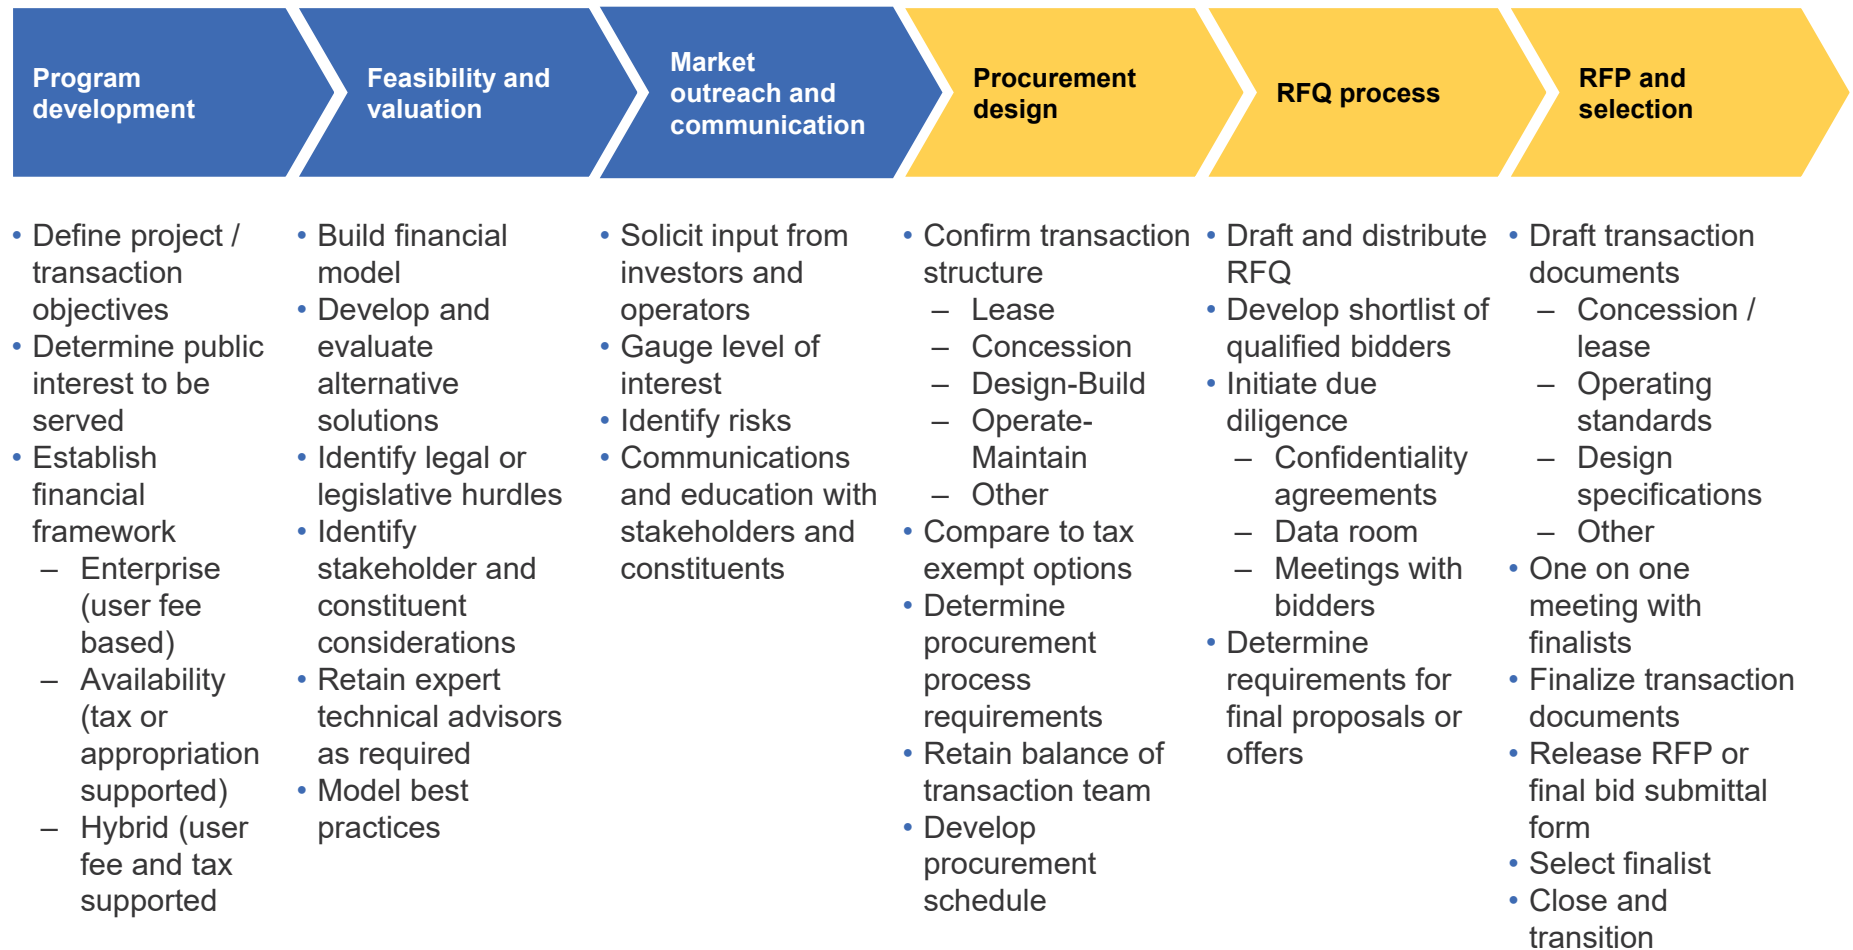 Program
development
Feasibility and
valuation
Market
outreach and
communication
Procurement
design
RFQ process
RFP and
selection
• Define project /
transaction
objectives
• Determine public
interest to be
served
• Establish
financial
framework
– Enterprise
(user fee
based)
– Availability
(tax or
appropriation
supported)
– Hybrid (user
fee and tax
supported
• Build financial
model
• Develop and
evaluate
alternative
solutions
• Identify legal or
legislative hurdles
• Identify
stakeholder and
constituent
considerations
• Retain expert
technical advisors
as required
• Model best
practices
• Solicit input from
investors and
operators
• Gauge level of
interest
• Identify risks
• Communications
and education with
stakeholders and
constituents
• Confirm transaction
structure
– Lease
– Concession
– Design-Build
– Operate-
Maintain
– Other
• Compare to tax
exempt options
• Determine
procurement
process
requirements
• Retain balance of
transaction team
• Develop
procurement
schedule
• Draft and distribute
RFQ
• Develop shortlist of
qualified bidders
• Initiate due
diligence
– Confidentiality
agreements
– Data room
– Meetings with
bidders
• Determine
requirements for
final proposals or
offers
• Draft transaction
documents
– Concession /
lease
– Operating
standards
– Design
specifications
– Other
• One on one
meeting with
finalists
• Finalize transaction
documents
• Release RFP or
final bid submittal
form
• Select finalist
• Close and
transition